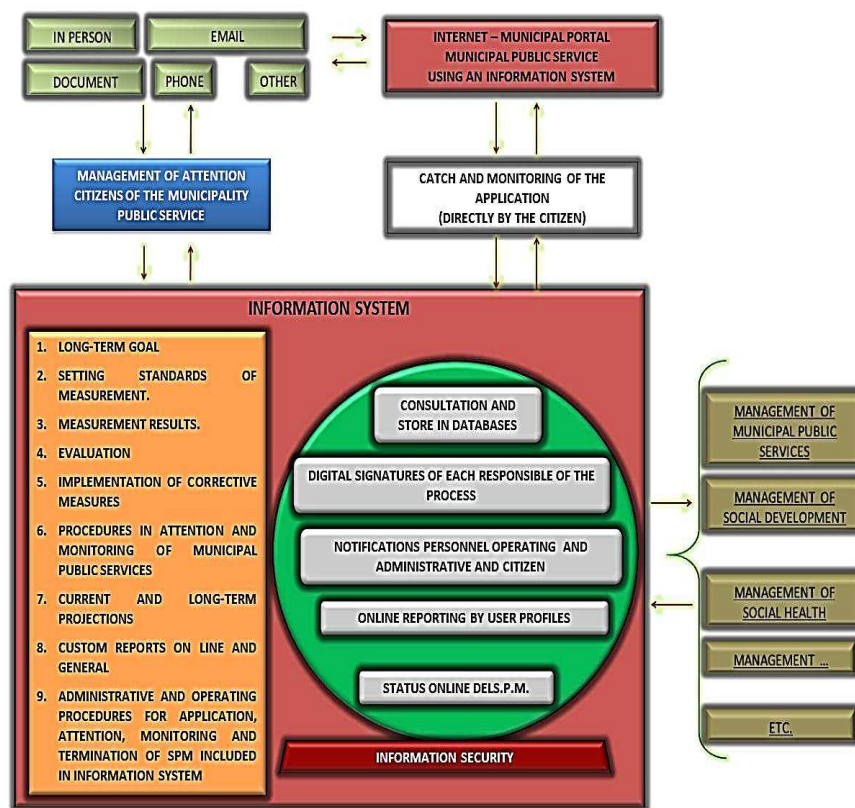 IN PERSON
EMAIL
DOCUMENT
PHONE
OTHER
INTERNET – MUNICIPAL PORTAL
MUNICIPAL PUBLIC SERVICE
USING AN INFORMATION SYSTEM
MANAGEMENT OF ATTENTION
CITIZENS OF THE MUNICIPALITY
PUBLIC SERVICE
CATCH AND MONITORING OF THE
APPLICATION
(DIRECTLY BY THE CITIZEN)
INFORMATION SYSTEM
1. LONG-TERM GOAL
2. SETTING STANDARDS OF
MEASUREMENT.
3. MEASUREMENT RESULTS.
4. EVALUATION
5. IMPLEMENTATION OF CORRECTIVE
MEASURES
6. PROCEDURES IN ATTENTION AND
MONITORING OF MUNICIPAL
PUBLIC SERVICES
7. CURRENT AND LONG-TERM
PROJECTIONS
8. CUSTOM REPORTS ON LINE AND
GENERAL
9. ADMINISTRATIVE AND OPERATING
PROCEDURES FOR APPLICATION,
ATTENTION, MONITORING AND
TERMINATION OF SPM INCLUDED
IN INFORMATION SYSTEM
CONSULTATION AND
STORE IN DATABASES
DIGITAL SIGNATURES OF EACH RESPONSIBLE OF THE
PROCESS
NOTIFICATIONS PERSONNEL OPERATING AND
ADMINISTRATIVE AND CITIZEN
ONLINE REPORTING BY USER PROFILES
STATUS ONLINE DELS.P.M.
INFORMATION SECURITY
MANAGEMENT OF
MUNICIPAL PUBLIC
SERVICES
MANAGEMENT OF
SOCIAL DEVELOPMENT
MANAGEMENT OF
SOCIAL HEALTH
MANAGEMENT ...
ETC.